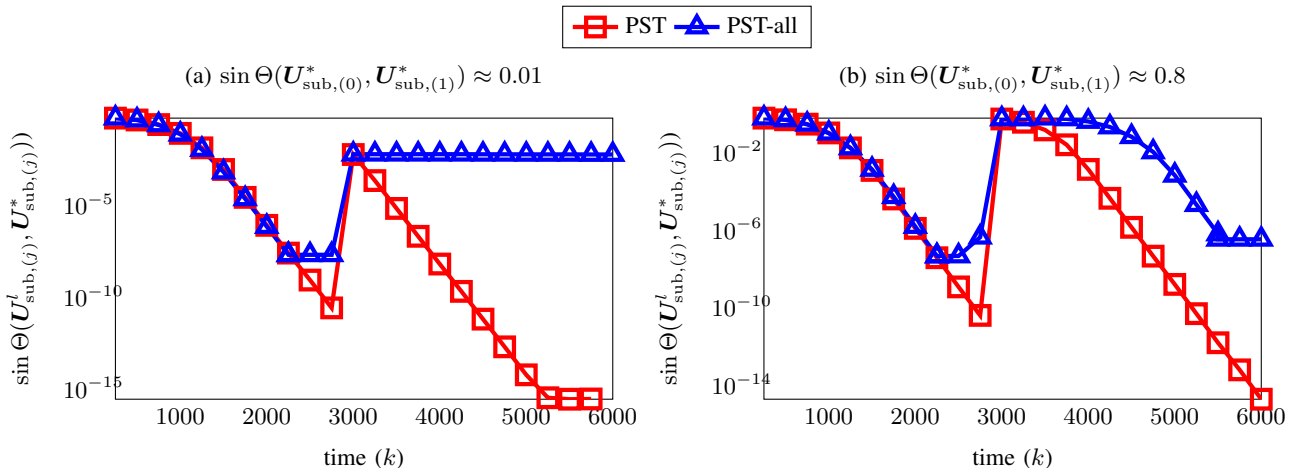 PST PST-all
(a) sin Θ(U*sub,(0), U*sub,(1)) ≈ 0.01
(b) sin Θ(U*sub,(0), U*sub,(1)) ≈ 0.8
sin Θ(U^l sub,(j), U*sub,(j)))
10^−5
10^−10
10^−15
1000 2000 3000 4000 5000 6000
time (k)
sin Θ(U^l sub,(j), U*sub,(j)))
10^−2
10^−6
10^−10
10^−14
1000 2000 3000 4000 5000 6000
time (k)